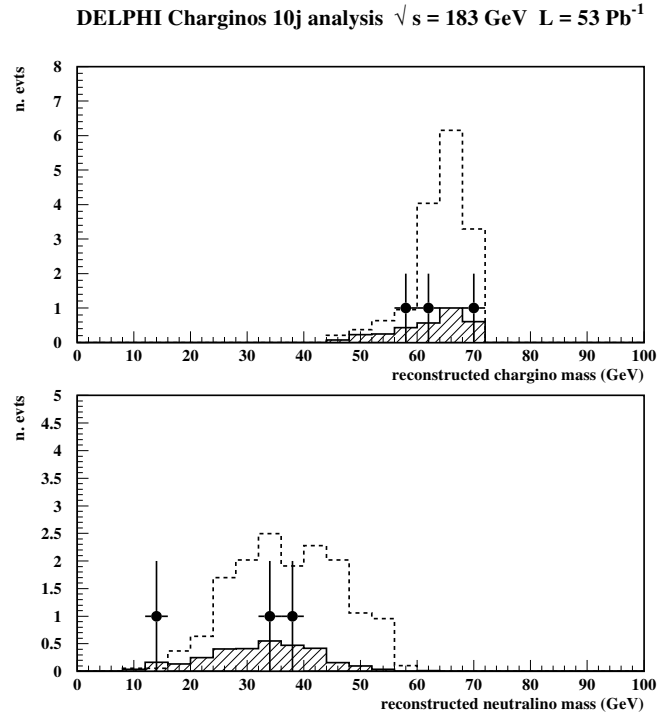 DELPHI Charginos 10j analysis √ s = 183 GeV L = 53 Pb-1
n. evts
8
7
6
5
4
3
2
1
0
0 10 20 30 40 50 60 70 80 90 100
reconstructed chargino mass (GeV)
n. evts
5
4.5
4
3.5
3
2.5
2
1.5
1
0.5
0
0 10 20 30 40 50 60 70 80 90 100
reconstructed neutralino mass (GeV)